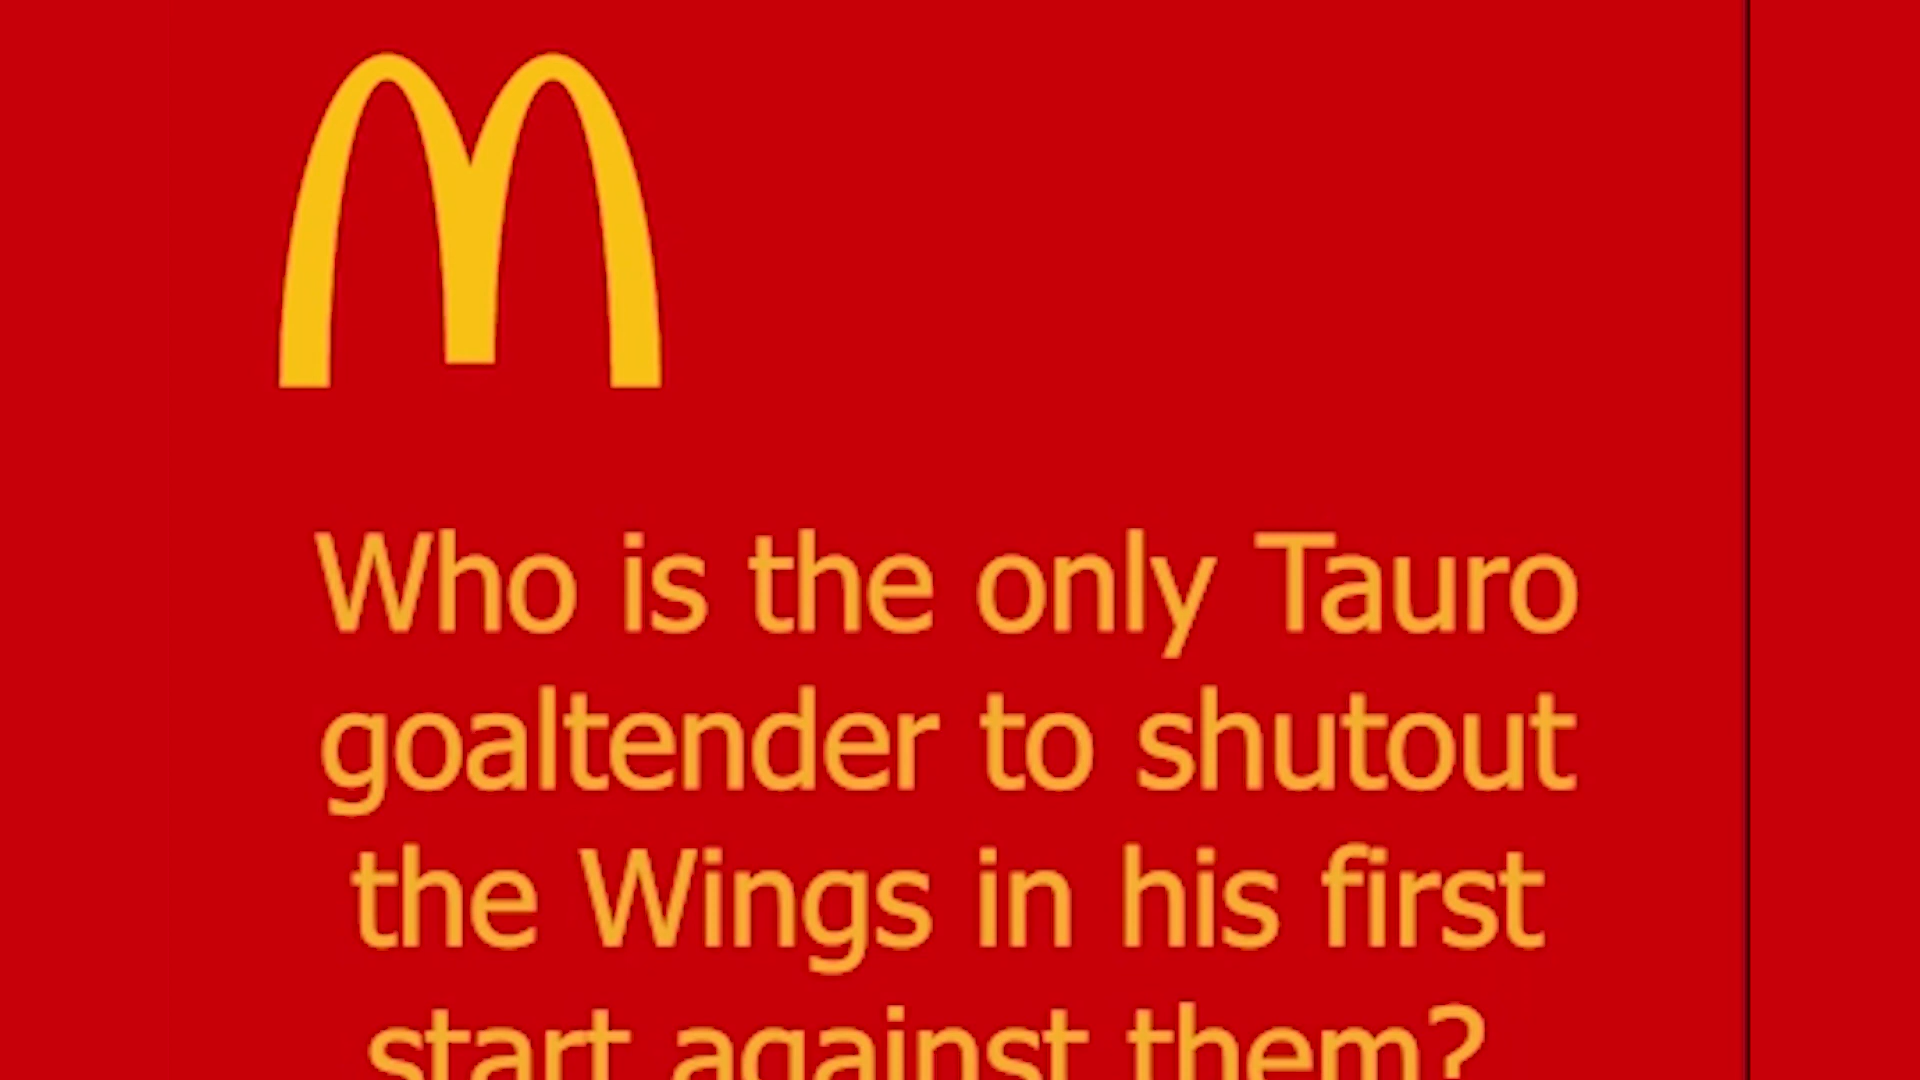 Who is the only Tauro
goaltender to shutout
the Wings in his first
start against them?